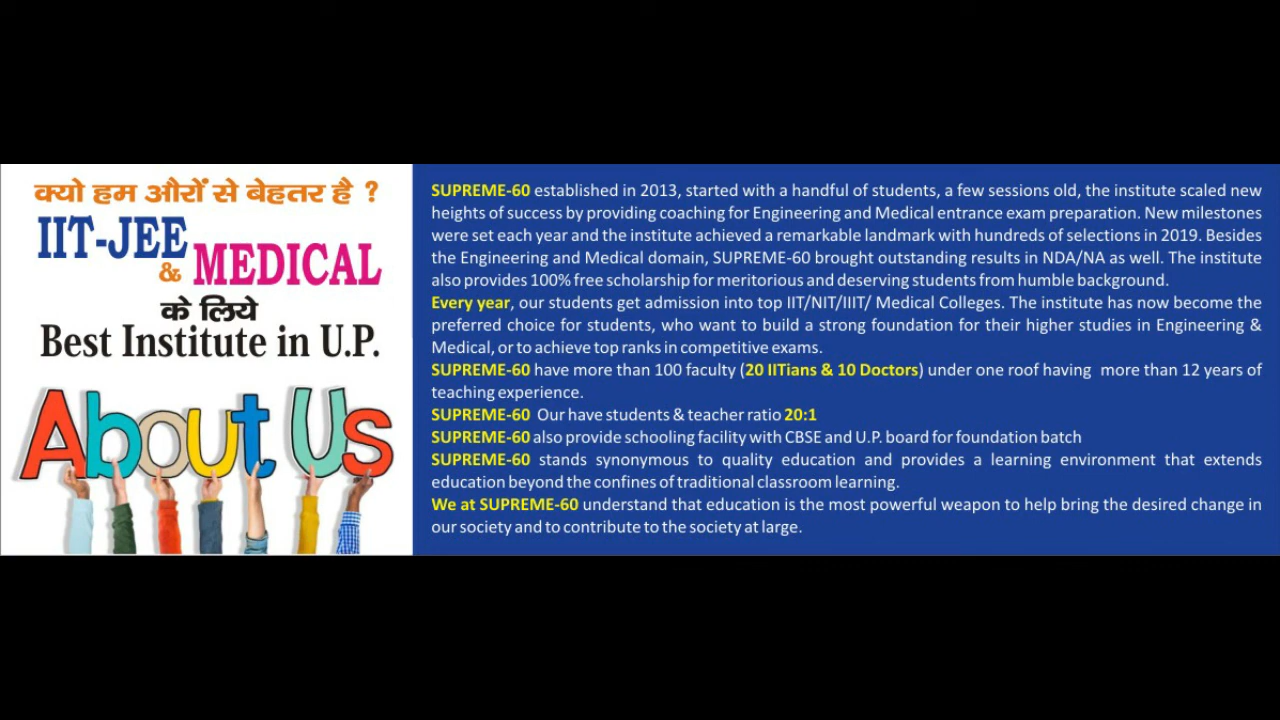 क्यो हम औरों से बेहतर है ?
IIT-JEE
& MEDICAL
के लिये
Best Institute in U.P.
About Us
SUPREME-60 established in 2013, started with a handful of students, a few sessions old, the institute scaled new
heights of success by providing coaching for Engineering and Medical entrance exam preparation. New milestones
were set each year and the institute achieved a remarkable landmark with hundreds of selections in 2019. Besides
the Engineering and Medical domain, SUPREME-60 brought outstanding results in NDA/NA as well. The institute
also provides 100% free scholarship for meritorious and deserving students from humble background.
Every year, our students get admission into top IIT/NIT/IIIT/ Medical Colleges. The institute has now become the
preferred choice for students, who want to build a strong foundation for their higher studies in Engineering &
Medical, or to achieve top ranks in competitive exams.
SUPREME-60 have more than 100 faculty (20 IITians & 10 Doctors) under one roof having more than 12 years of
teaching experience.
SUPREME-60 Our have students & teacher ratio 20:1
SUPREME-60 also provide schooling facility with CBSE and U.P. board for foundation batch
SUPREME-60 stands synonymous to quality education and provides a learning environment that extends
education beyond the confines of traditional classroom learning.
We at SUPREME-60 understand that education is the most powerful weapon to help bring the desired change in
our society and to contribute to the society at large.